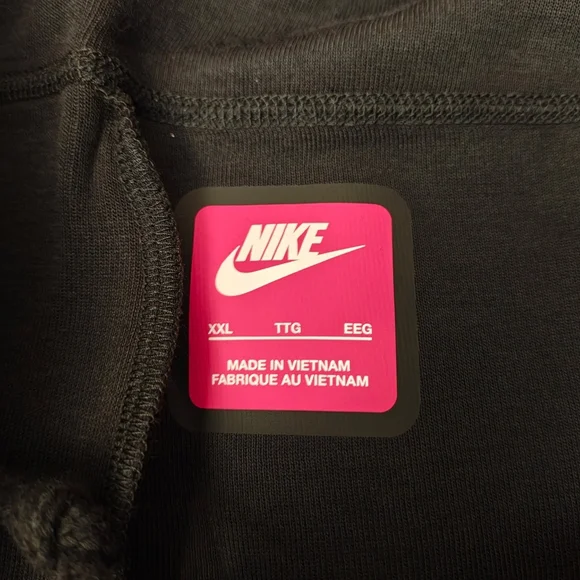 NIKE
XXL TTG EEG
MADE IN VIETNAM
FABRIQUE AU VIETNAM